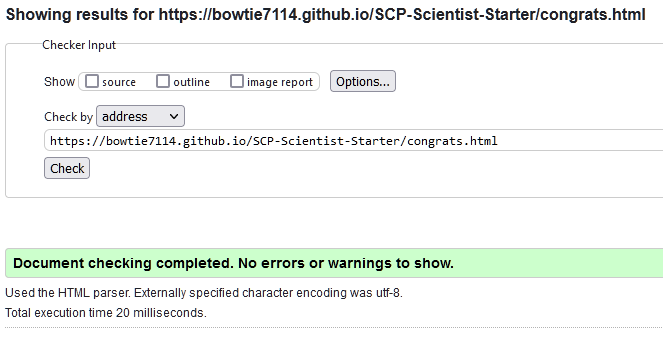 Showing results for https://bowtie7114.github.io/SCP-Scientist-Starter/congrats.html
Checker Input
Show source outline image report Options...
Check by address
https://bowtie7114.github.io/SCP-Scientist-Starter/congrats.html
Check
Document checking completed. No errors or warnings to show.
Used the HTML parser. Externally specified character encoding was utf-8.
Total execution time 20 milliseconds.